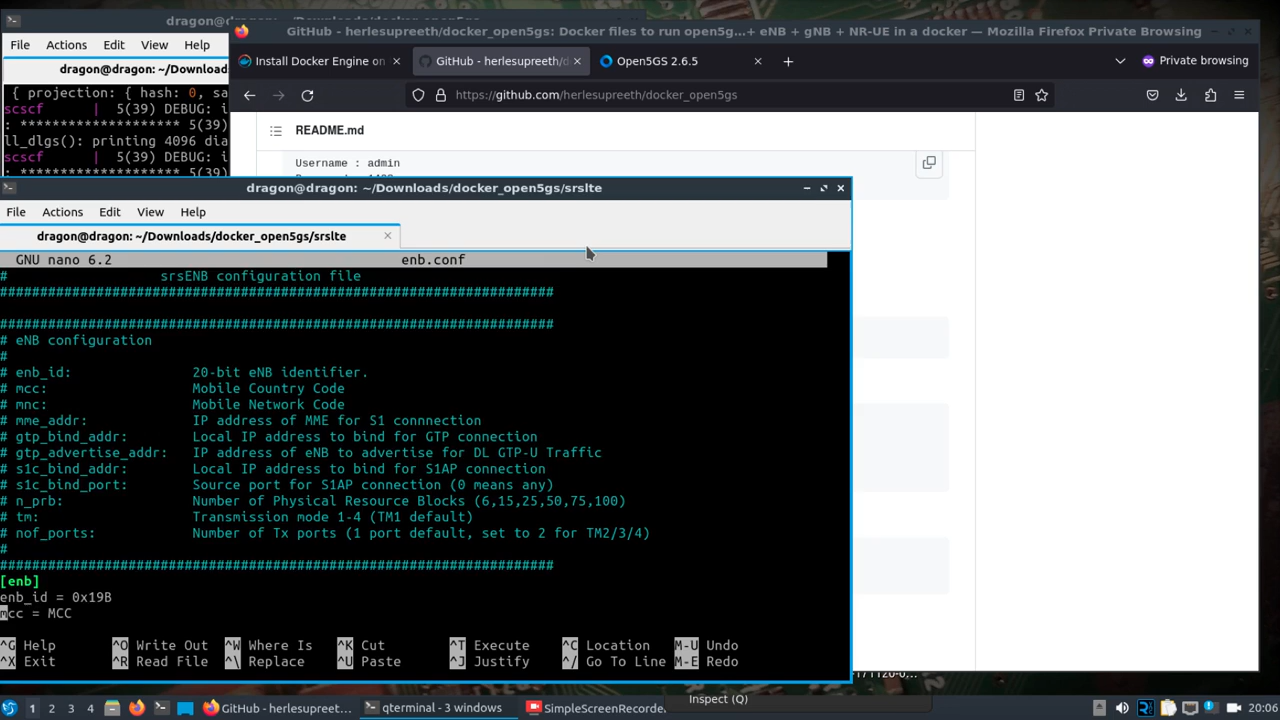 dragon@dragon: ~/Downloads/docker_open5gs
File Actions Edit View Help
dragon@dragon: ~/Downloads
{ projection: { hash: 0, sa
scscf | 5(39) DEBUG: i
: ******************** 5(39)
ll_dlgs(): printing 4096 dia
scscf | 5(39) DEBUG: i
: ******************** 5(39)
GitHub - herlesupreeth/docker_open5gs: Docker files to run open5g…+ eNB + gNB + NR-UE in a docker — Mozilla Firefox Private Browsing
Install Docker Engine on
GitHub - herlesupreeth/d
Open5GS 2.6.5
Private browsing
https://github.com/herlesupreeth/docker_open5gs
README.md
Username : admin
dragon@dragon: ~/Downloads/docker_open5gs/srslte
File Actions Edit View Help
dragon@dragon: ~/Downloads/docker_open5gs/srslte
GNU nano 6.2 enb.conf
# srsENB configuration file
#####################################################################
#####################################################################
# eNB configuration
#
# enb_id: 20-bit eNB identifier.
# mcc: Mobile Country Code
# mnc: Mobile Network Code
# mme_addr: IP address of MME for S1 connnection
# gtp_bind_addr: Local IP address to bind for GTP connection
# gtp_advertise_addr: IP address of eNB to advertise for DL GTP-U Traffic
# s1c_bind_addr: Local IP address to bind for S1AP connection
# s1c_bind_port: Source port for S1AP connection (0 means any)
# n_prb: Number of Physical Resource Blocks (6,15,25,50,75,100)
# tm: Transmission mode 1-4 (TM1 default)
# nof_ports: Number of Tx ports (1 port default, set to 2 for TM2/3/4)
#
#####################################################################
[enb]
enb_id = 0x19B
mcc = MCC
^G Help ^O Write Out ^W Where Is ^K Cut ^T Execute ^C Location M-U Undo
^X Exit ^R Read File ^\ Replace ^U Paste ^J Justify ^/ Go To Line M-E Redo
Inspect (Q)
1 2 3 4 GitHub - herlesupreeth… qterminal - 3 windows SimpleScreenRecorder 20:06